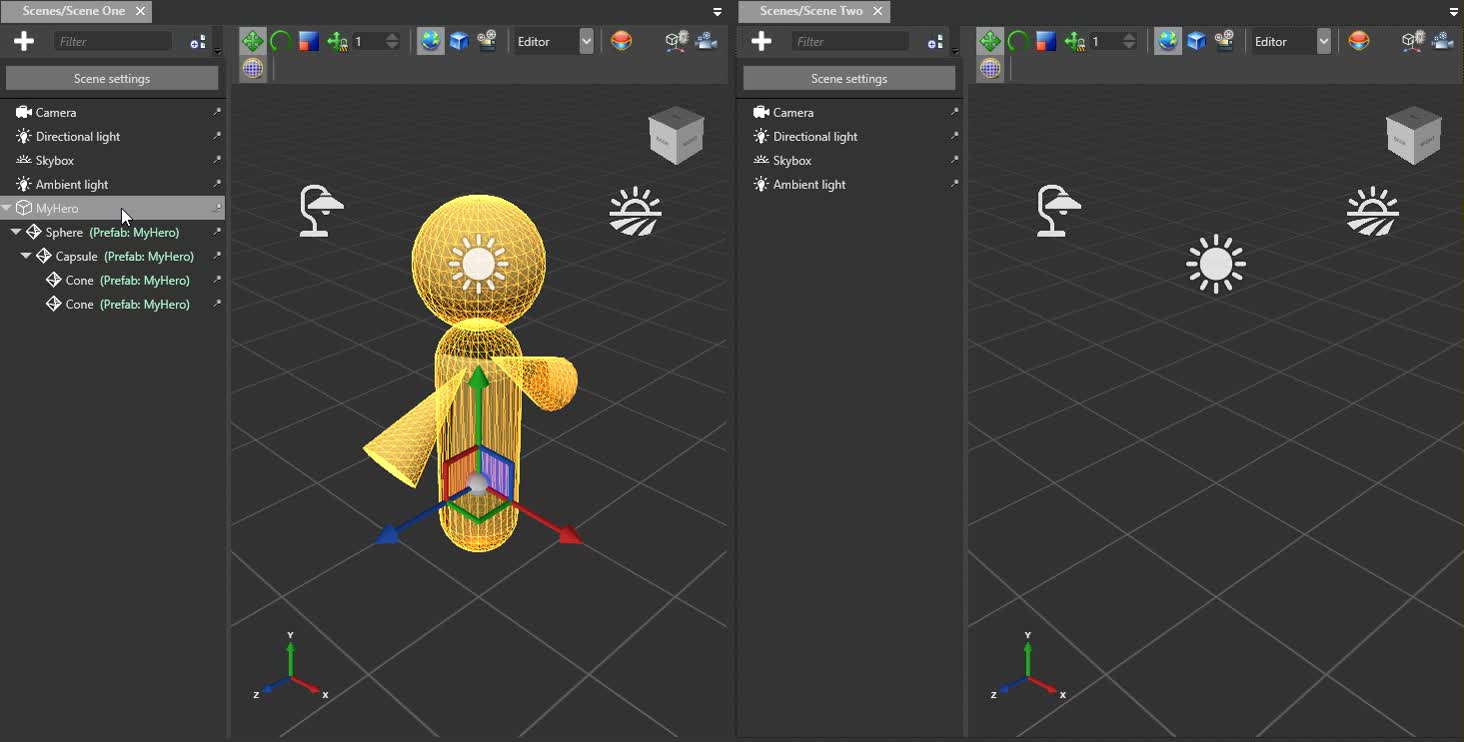 Scenes/Scene One
Filter
1
Editor
Scene settings
Camera
Directional light
Skybox
Ambient light
MyHero
Sphere (Prefab: MyHero)
Capsule (Prefab: MyHero)
Cone (Prefab: MyHero)
Cone (Prefab: MyHero)
Y
Z
X
Scenes/Scene Two
Filter
1
Editor
Scene settings
Camera
Directional light
Skybox
Ambient light
Y
Z
X